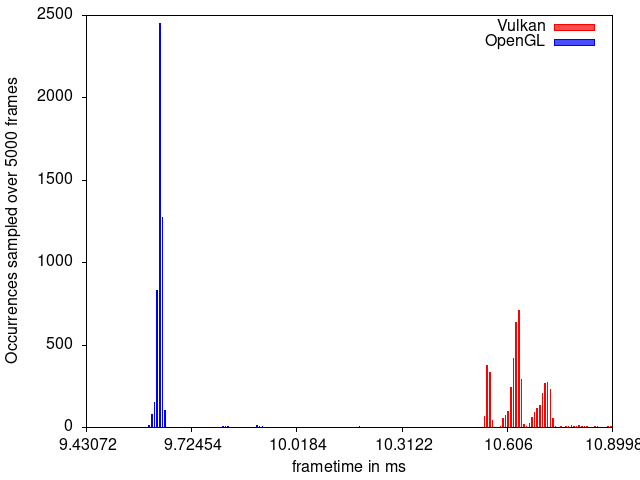 2500
2000
1500
1000
500
0
Occurrences sampled over 5000 frames
Vulkan
OpenGL
9.43072 9.72454 10.0184 10.3122 10.606 10.8998
frametime in ms